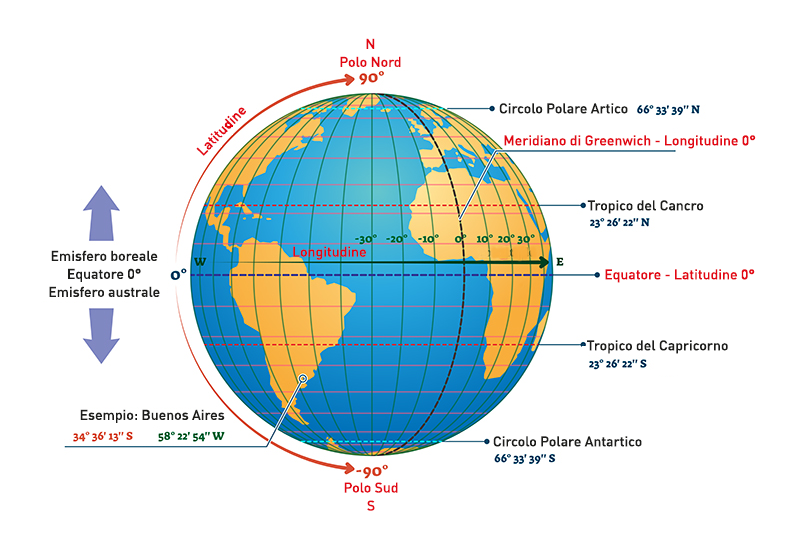 N
Polo Nord
90°
Latitudine
Circolo Polare Artico 66° 33' 39" N
Meridiano di Greenwich - Longitudine 0°
Tropico del Cancro
23° 26' 22" N
-30° -20° -10° 0° 10° 20° 30°
Longitudine
W
E
Emisfero boreale
Equatore 0°
Emisfero australe
0°
Equatore - Latitudine 0°
Tropico del Capricorno
23° 26' 22" S
Esempio: Buenos Aires
34° 36' 13" S 58° 22' 54" W
Circolo Polare Antartico
66° 33' 39" S
-90°
Polo Sud
S